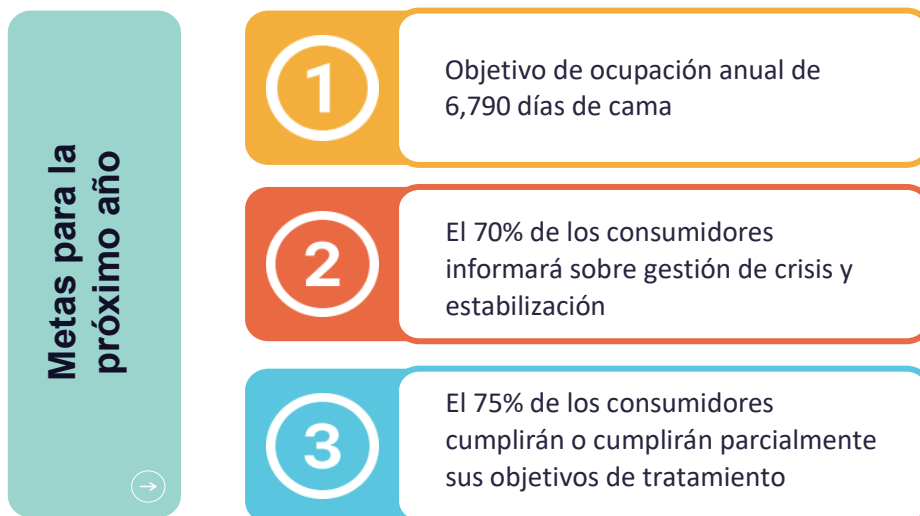 Metas para la
próximo año
1
Objetivo de ocupación anual de
6,790 días de cama
2
El 70% de los consumidores
informará sobre gestión de crisis y
estabilización
3
El 75% de los consumidores
cumplirán o cumplirán parcialmente
sus objetivos de tratamiento